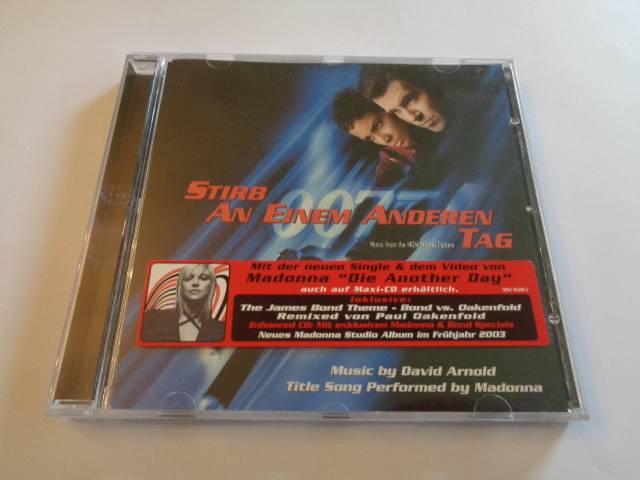 STIRB
007
AN EINEM ANDEREN
TAG
Music from the MGM Motion Picture
Mit der neuen Single & dem Video von
Madonna "Die Another Day"
auch auf Maxi-CD erhältlich.
Inklusive:
The James Bond Theme - Bond vs. Oakenfold
Remixed von Paul Oakenfold
Enhanced CD: Mit exklusiven Madonna & Bond Specials
Neues Madonna Studio Album im Frühjahr 2003
Music by David Arnold
Title Song Performed by Madonna